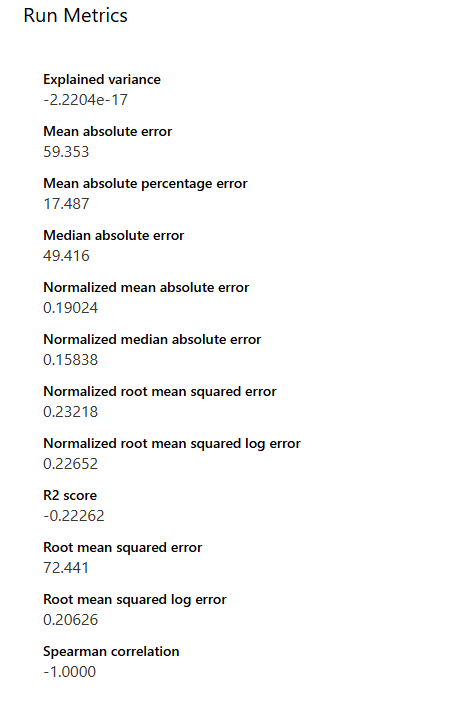 Run Metrics
Explained variance
-2.2204e-17
Mean absolute error
59.353
Mean absolute percentage error
17.487
Median absolute error
49.416
Normalized mean absolute error
0.19024
Normalized median absolute error
0.15838
Normalized root mean squared error
0.23218
Normalized root mean squared log error
0.22652
R2 score
-0.22262
Root mean squared error
72.441
Root mean squared log error
0.20626
Spearman correlation
-1.0000